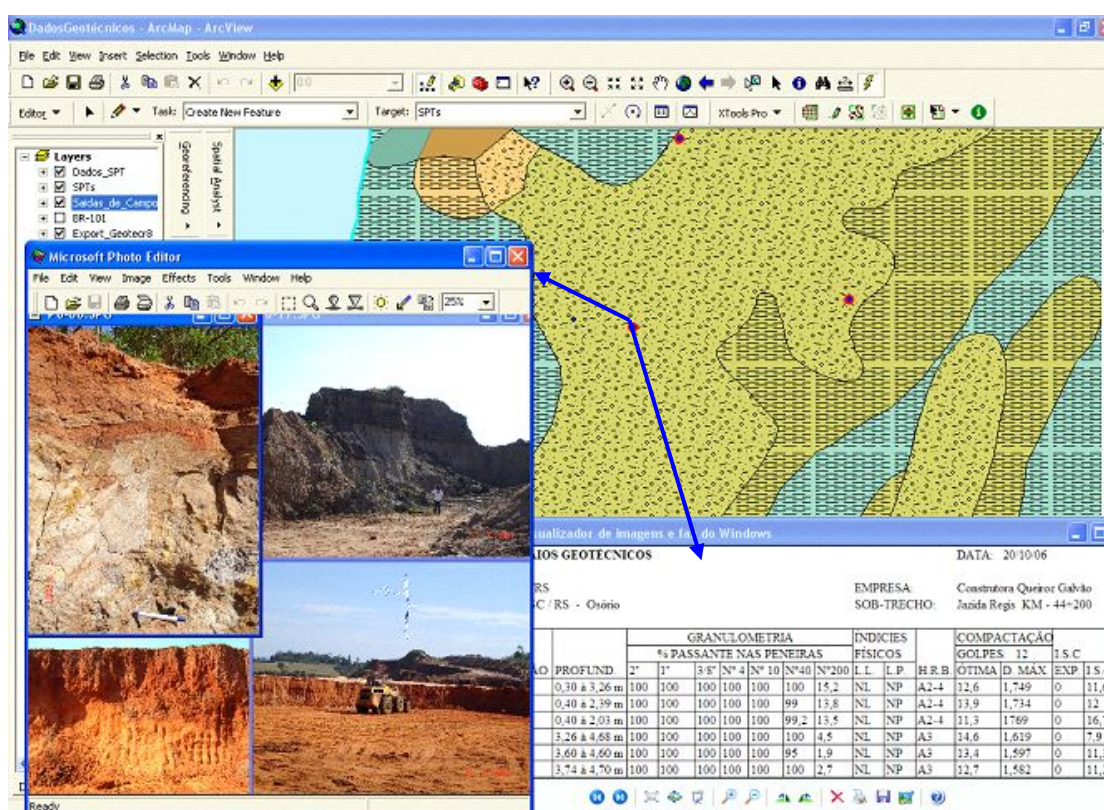 DadosGeotécnicos - ArcMap - ArcView
File Edit View Insert Selection Tools Window Help
Editor Task: Create New Feature Target: SPTs XTools Pro
Layers
Dados_SPT
SPTs
Saidas_de_Campo
BR-101
Export_Geotecr8
Georeferencing
Spatial Analyst
Microsoft Photo Editor
File Edit View Image Effects Tools Window Help
25%
Ready
do Windows
GEOTÉCNICOS DATA: 20/10/06
RS EMPRESA: Construtora Queiroz Galvão
/ RS - Osório SOB-TRECHO: Jazida Regis KM - 44+200
GRANULOMETRIA ÍNDICIES COMPACTAÇÃO
% PASSANTE NAS PENEIRAS FÍSICOS GOLPES 12 I.S.C
PROFUND 2" 1" 3/8" Nº 4 Nº 10 Nº40 Nº200 L.L. L.P. H.R.B. ÓTIMA D. MÁX EXP
0,30 à 3,26 m 100 100 100 100 100 100 15,2 NL NP A2-4 12,6 1,749 0
0,40 à 2,39 m 100 100 100 100 100 99 13,8 NL NP A2-4 13,9 1,734 0 12
0,40 à 2,03 m 100 100 100 100 100 99,2 13,5 NL NP A2-4 11,3 1769 0
3,26 à 4,68 m 100 100 100 100 100 100 4,5 NL NP A3 14,6 1,619 0 7,9
3,60 à 4,60 m 100 100 100 100 100 95 1,9 NL NP A3 13,4 1,597 0
3,74 à 4,70 m 100 100 100 100 100 100 2,7 NL NP A3 12,7 1,582 0